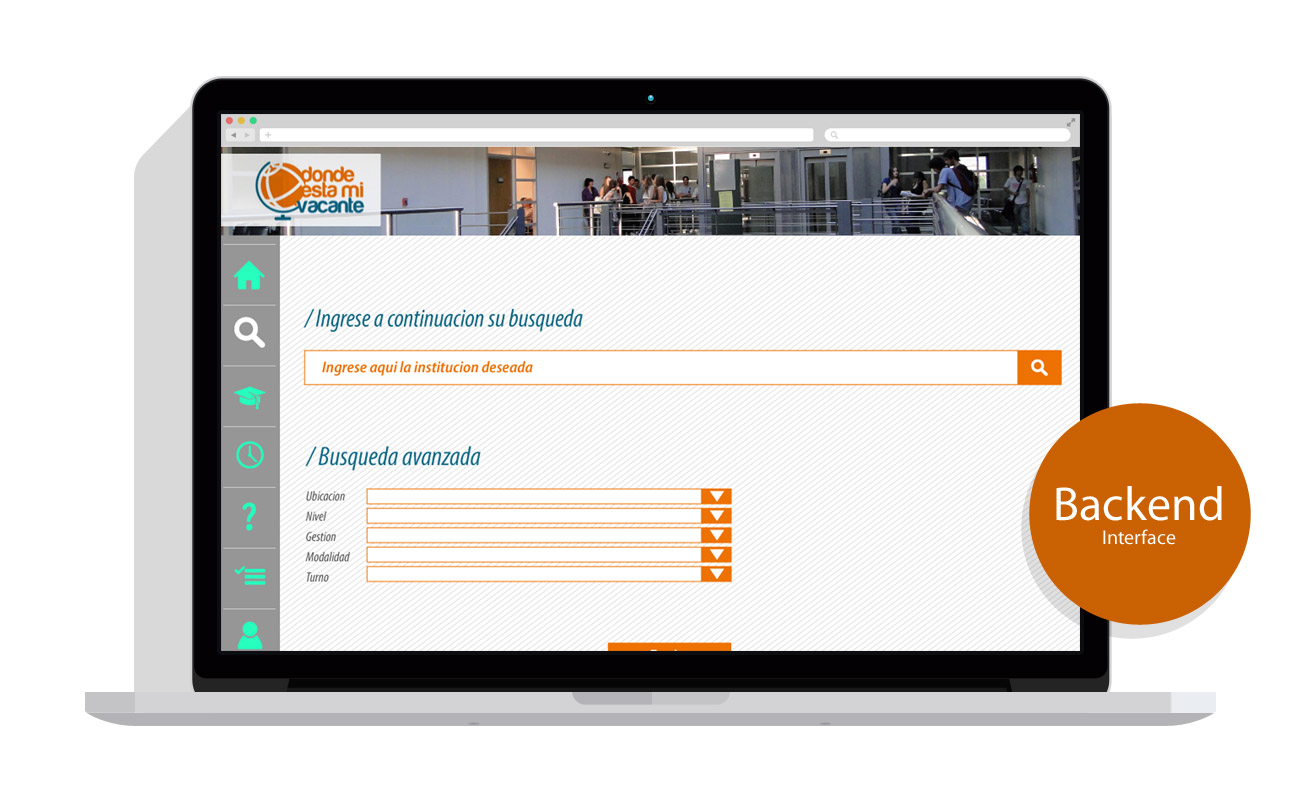 donde
esta mi
vacante
/ Ingrese a continuacion su busqueda
Ingrese aqui la institucion deseada
/ Busqueda avanzada
Ubicacion
Nivel
Gestion
Modalidad
Turno
Backend
Interface